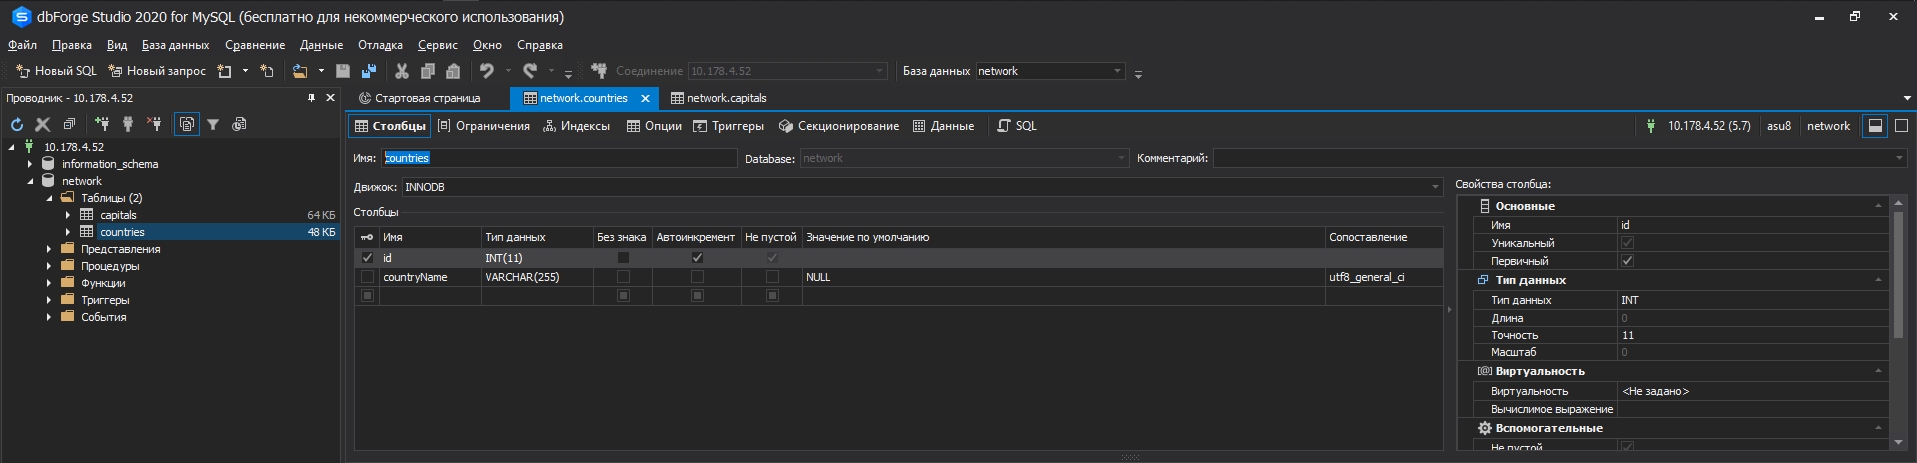 dbForge Studio 2020 for MySQL (бесплатно для некоммерческого использования)
Файл Правка Вид База данных Сравнение Данные Отладка Сервис Окно Справка
Новый SQL Новый запрос Соединение 10.178.4.52 База данных network
Проводник - 10.178.4.52
Стартовая страница network.countries network.capitals
Столбцы Ограничения Индексы Опции Триггеры Секционирование Данные SQL 10.178.4.52 (5.7) asu8 network
10.178.4.52
information_schema
network
Таблицы (2)
capitals 64 КБ
countries 48 КБ
Представления
Процедуры
Функции
Триггеры
События
Имя: countries Database: network Комментарий:
Движок: INNODB
Столбцы
Имя Тип данных Без знака Автоинкремент Не пустой Значение по умолчанию Сопоставление
id INT(11)
countryName VARCHAR(255) NULL utf8_general_ci
Свойства столбца:
Основные
Имя id
Уникальный
Первичный
Тип данных
Тип данных INT
Длина 0
Точность 11
Масштаб 0
Виртуальность
Виртуальность <Не задано>
Вычислимое выражение
Вспомогательные
Не пустой